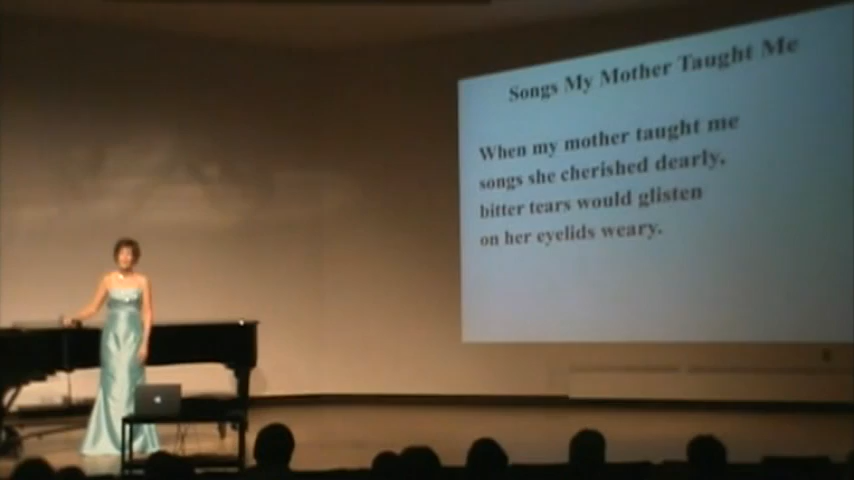 Songs My Mother Taught Me
When my mother taught me
songs she cherished dearly,
bitter tears would glisten
on her eyelids weary.